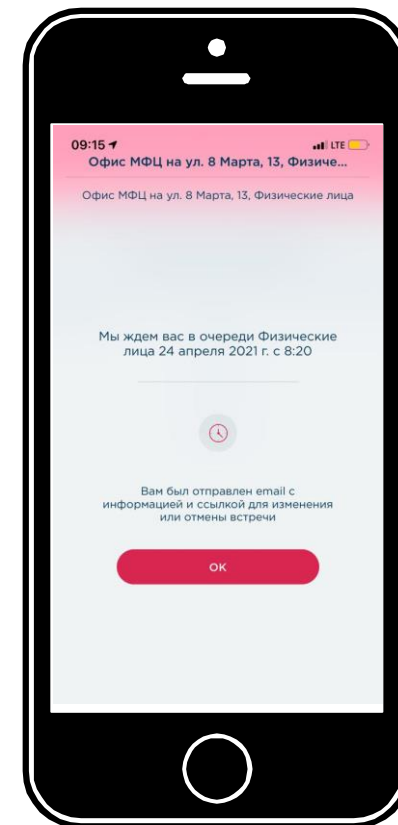 09:15 LTE
Офис МФЦ на ул. 8 Марта, 13, Физиче...
Офис МФЦ на ул. 8 Марта, 13, Физические лица
Мы ждем вас в очереди Физические
лица 24 апреля 2021 г. с 8:20
Вам был отправлен email с
информацией и ссылкой для изменения
или отмены встречи
ОК